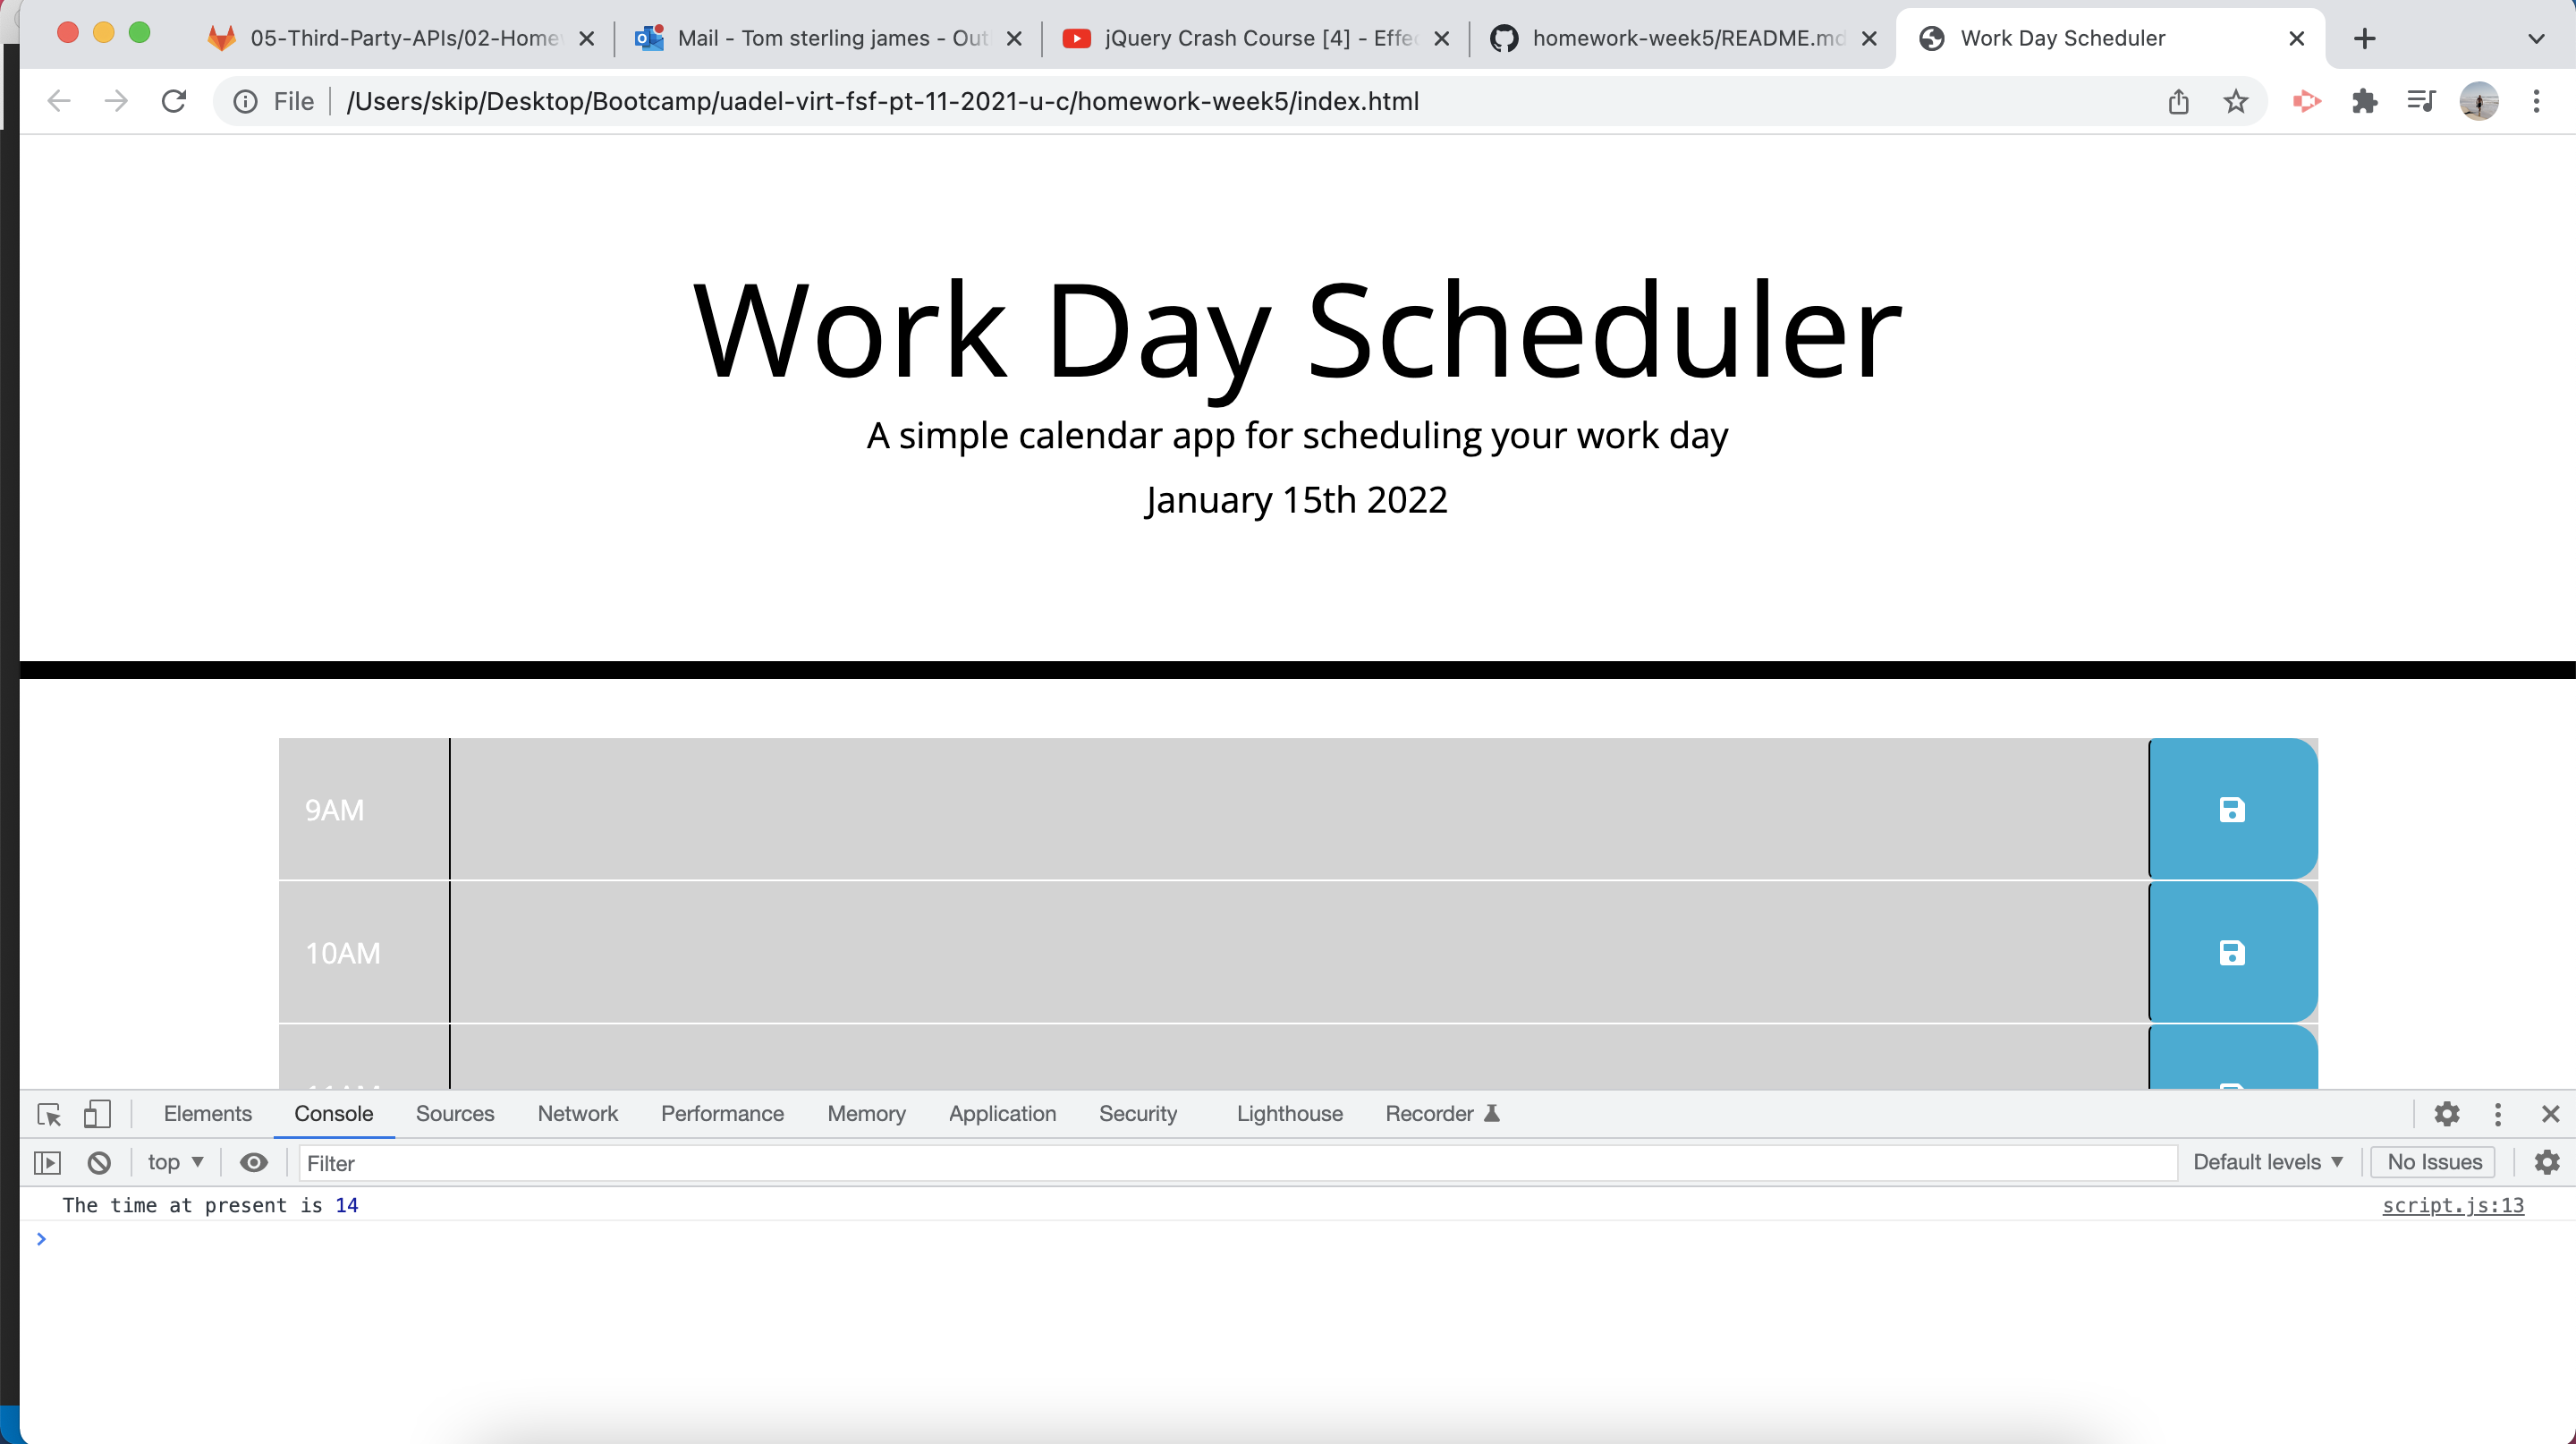 05-Third-Party-APIs/02-Home
Mail - Tom sterling james - Out
jQuery Crash Course [4] - Effec
homework-week5/README.md
Work Day Scheduler
File
/Users/skip/Desktop/Bootcamp/uadel-virt-fsf-pt-11-2021-u-c/homework-week5/index.html
Work Day Scheduler
A simple calendar app for scheduling your work day
January 15th 2022
9AM
10AM
Elements Console Sources Network Performance Memory Application Security Lighthouse Recorder
top Filter Default levels No Issues
The time at present is 14 script.js:13